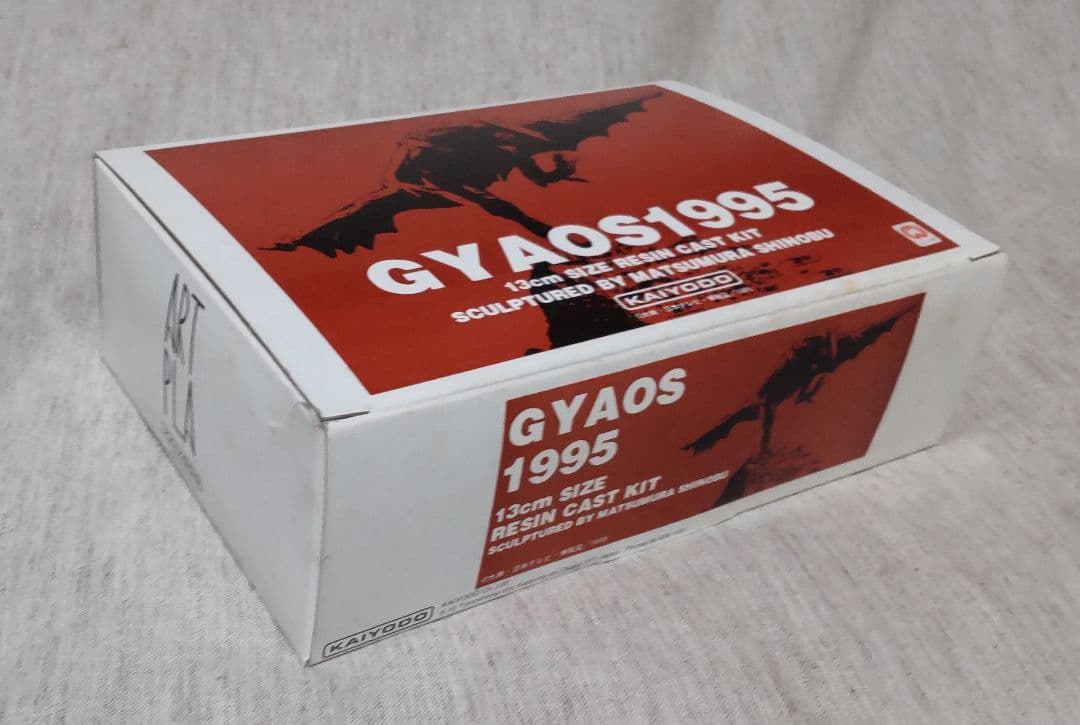 GYAOS1995
13cm SIZE RESIN CAST KIT
SCULPTURED BY MATSUMURA SHINOBU
KAIYODO
ART
PLA
GYAOS
1995
13cm SIZE
RESIN CAST KIT
SCULPTURED BY MATSUMURA SHINOBU
KAIYODO